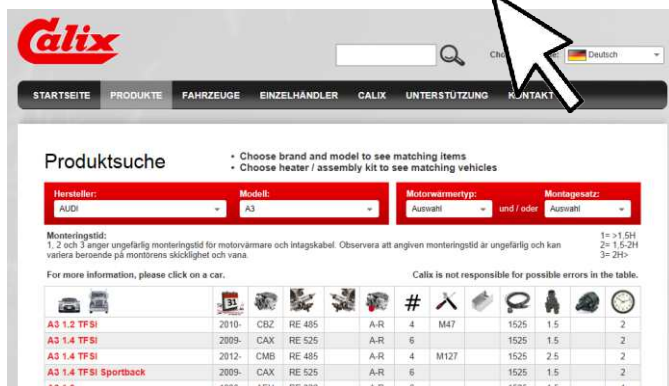 Calix
Choose language: Deutsch
STARTSEITE PRODUKTE FAHRZEUGE EINZELHÄNDLER CALIX UNTERSTÜTZUNG KONTAKT
Produktsuche
• Choose brand and model to see matching items
• Choose heater / assembly kit to see matching vehicles
Hersteller: Modell: Motorwärmertyp: Montagesatz:
AUDI A3 Auswahl und / oder Auswahl
Monteringstid:
1, 2 och 3 anger ungefärlig monteringstid för motorvärmare och intagskabel. Observera att angiven monteringstid är ungefärlig och kan
variera beroende på montörens skicklighet och vana.
1= >1,5H
2= 1,5-2H
3= 2H>
For more information, please click on a car. Calix is not responsible for possible errors in the table.
31 #
A3 1.2 TFSI 2010- CBZ RE 485 A-R 4 M47 1525 1.5 2
A3 1.4 TFSI 2009- CAX RE 525 A-R 6 1525 1.5 2
A3 1.4 TFSI 2012- CMB RE 485 A-R 4 M127 1525 2.5 2
A3 1.4 TFSI Sportback 2009- CAX RE 525 A-R 6 1525 1.5 2